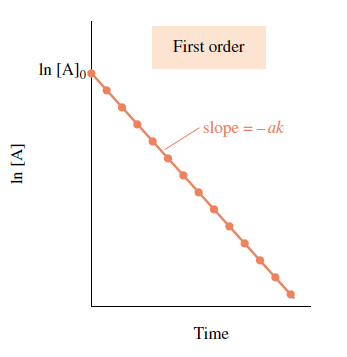 First order
ln [A]₀
slope = –ak
ln [A]
Time